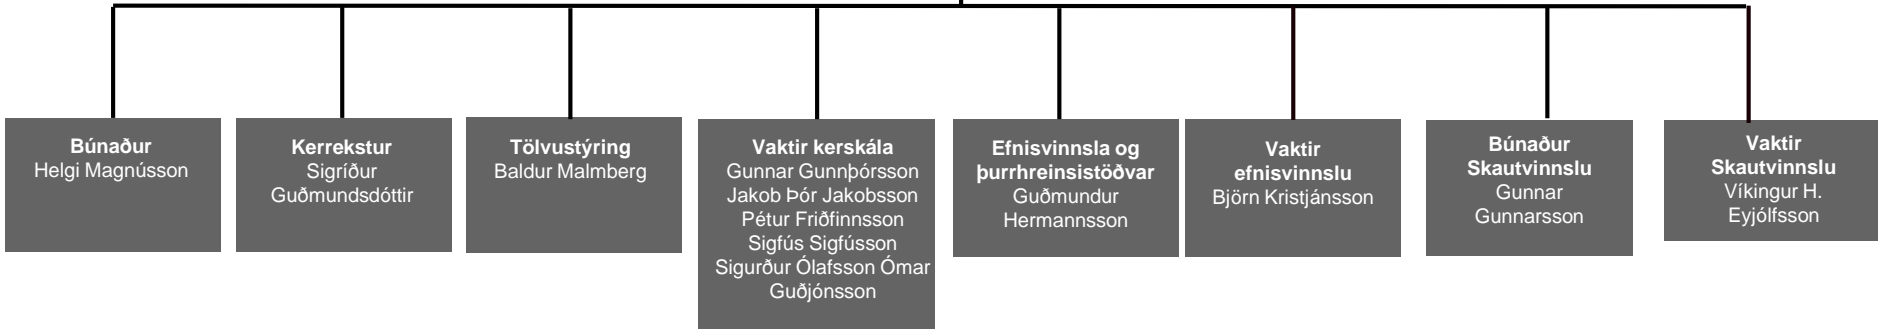 Búnaður
Helgi Magnússon
Kerrekstur
Sigríður
Guðmundsdóttir
Tölvustýring
Baldur Malmberg
Vaktir kerskála
Gunnar Gunnþórsson
Jakob Þór Jakobsson
Pétur Friðfinnsson
Sigfús Sigfússon
Sigurður Ólafsson Ómar
Guðjónsson
Efnisvinnsla og
þurrhreinsistöðvar
Guðmundur
Hermannsson
Vaktir
efnisvinnslu
Björn Kristjánsson
Búnaður
Skautvinnslu
Gunnar
Gunnarsson
Vaktir
Skautvinnslu
Víkingur H.
Eyjólfsson